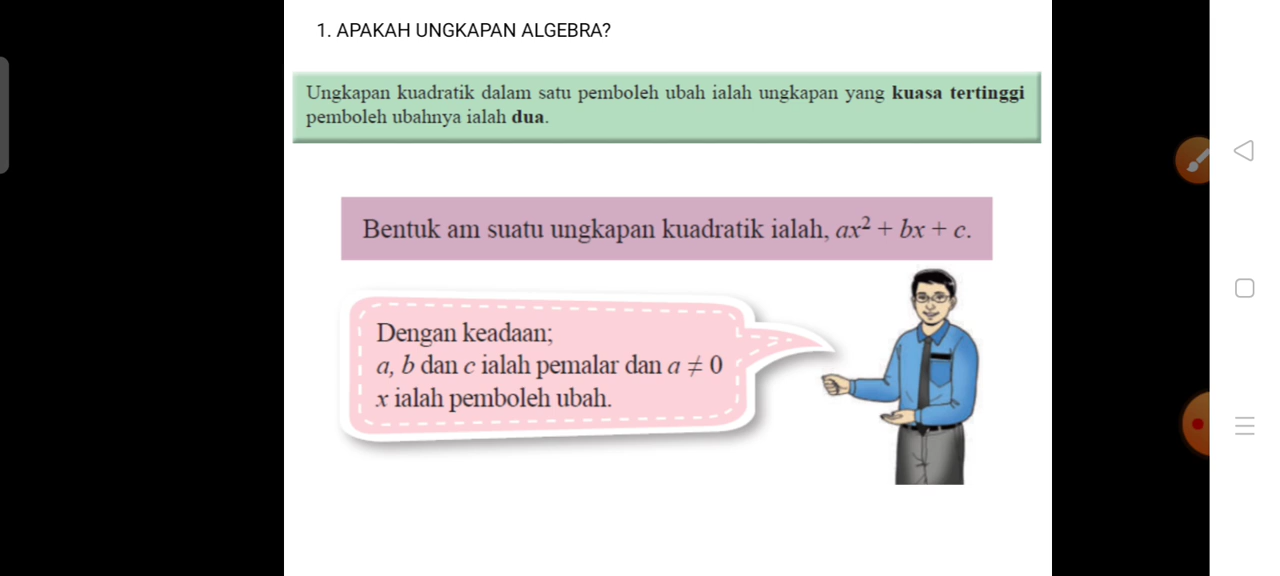 1. APAKAH UNGKAPAN ALGEBRA?
Ungkapan kuadratik dalam satu pemboleh ubah ialah ungkapan yang kuasa tertinggi
pemboleh ubahnya ialah dua.
Bentuk am suatu ungkapan kuadratik ialah, ax² + bx + c.
Dengan keadaan;
a, b dan c ialah pemalar dan a ≠ 0
x ialah pemboleh ubah.